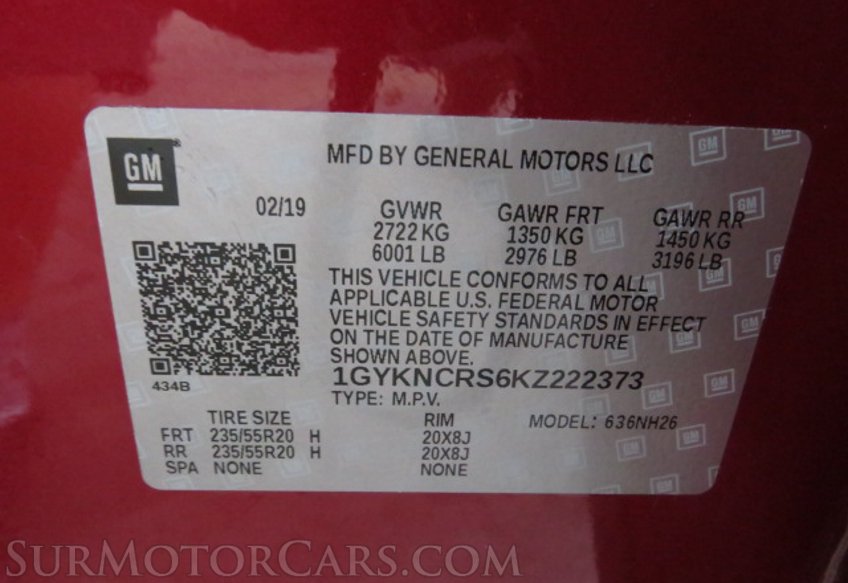 GM
MFD BY GENERAL MOTORS LLC
02/19 GVWR GAWR FRT GAWR RR
2722 KG 1350 KG 1450 KG
6001 LB 2976 LB 3196 LB
THIS VEHICLE CONFORMS TO ALL
APPLICABLE U.S. FEDERAL MOTOR
VEHICLE SAFETY STANDARDS IN EFFECT
ON THE DATE OF MANUFACTURE
SHOWN ABOVE.
434B
1GYKNCRS6KZ222373
TYPE: M.P.V.
TIRE SIZE RIM MODEL: 636NH26
FRT 235/55R20 H 20X8J
RR 235/55R20 H 20X8J
SPA NONE NONE
SURMOTORCARS.COM